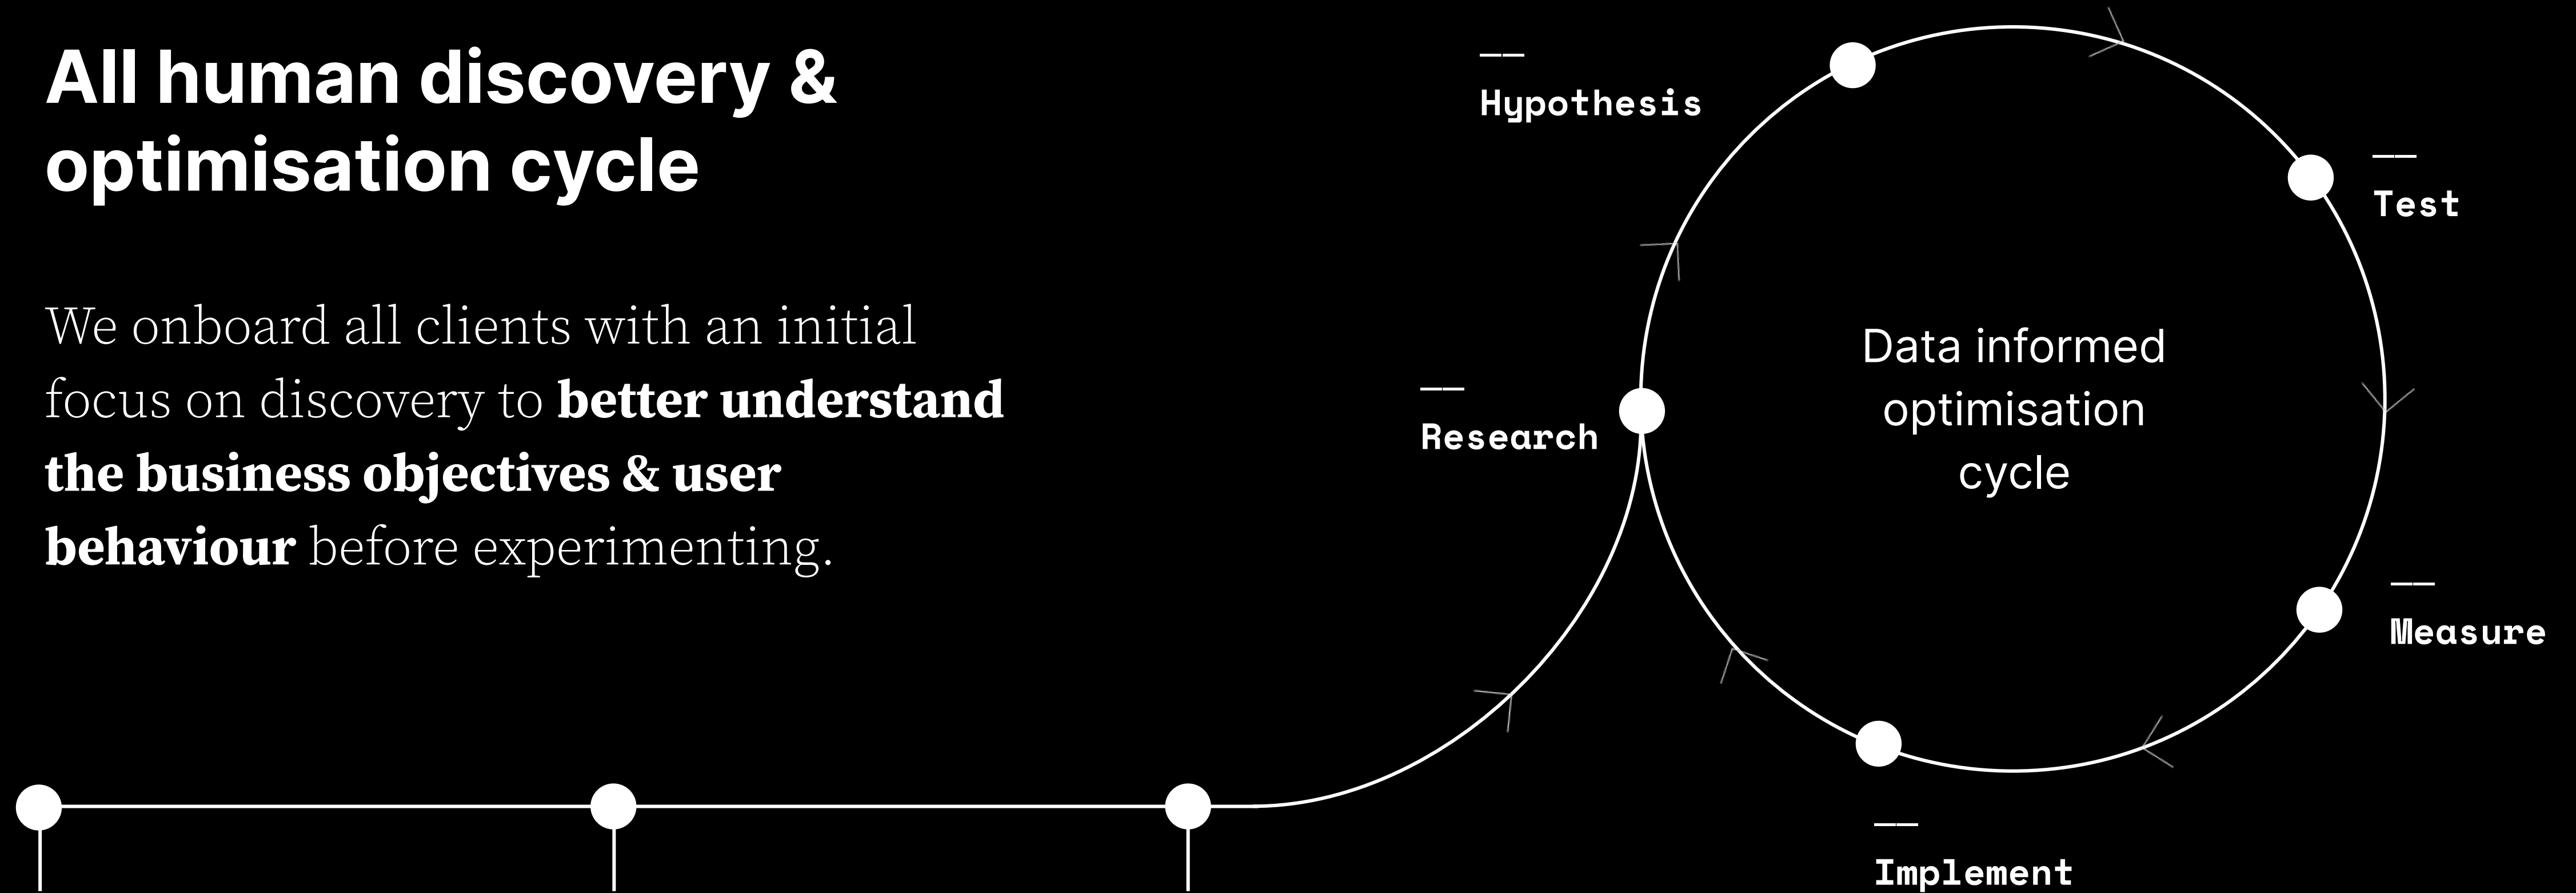 All human discovery &
optimisation cycle
We onboard all clients with an initial
focus on discovery to better understand
the business objectives & user
behaviour before experimenting.
Hypothesis
Test
Research
Data informed
optimisation
cycle
Measure
Implement